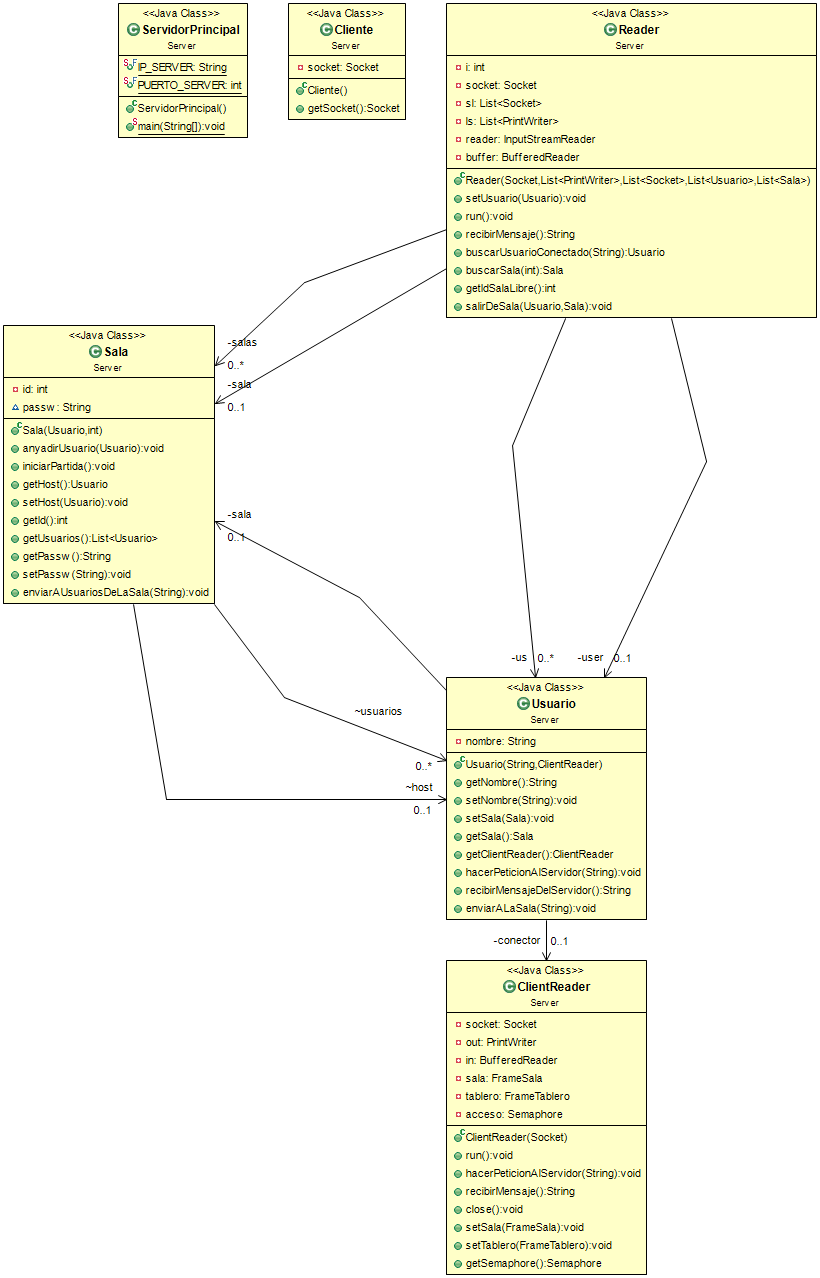 <<Java Class>>
ServidorPrincipal
Server
IP_SERVER: String
PUERTO_SERVER: int
ServidorPrincipal()
main(String[]):void
<<Java Class>>
Cliente
Server
socket: Socket
Cliente()
getSocket():Socket
<<Java Class>>
Reader
Server
i: int
socket: Socket
sl: List<Socket>
ls: List<PrintWriter>
reader: InputStreamReader
buffer: BufferedReader
Reader(Socket,List<PrintWriter>,List<Socket>,List<Usuario>,List<Sala>)
setUsuario(Usuario):void
run():void
recibirMensaje():String
buscarUsuarioConectado(String):Usuario
buscarSala(int):Sala
getIdSalaLibre():int
salirDeSala(Usuario,Sala):void
-salas
0..*
-sala
0..1
<<Java Class>>
Sala
Server
id: int
passw : String
Sala(Usuario,int)
anyadirUsuario(Usuario):void
iniciarPartida():void
getHost():Usuario
setHost(Usuario):void
getId():int
getUsuarios():List<Usuario>
getPassw ():String
setPassw (String):void
enviarAUsuariosDeLaSala(String):void
-sala
0..1
-us
0..*
-user
0..1
~usuarios
0..*
~host
0..1
<<Java Class>>
Usuario
Server
nombre: String
Usuario(String,ClientReader)
getNombre():String
setNombre(String):void
setSala(Sala):void
getSala():Sala
getClientReader():ClientReader
hacerPeticionAlServidor(String):void
recibirMensajeDelServidor():String
enviarALaSala(String):void
-conector
0..1
<<Java Class>>
ClientReader
Server
socket: Socket
out: PrintWriter
in: BufferedReader
sala: FrameSala
tablero: FrameTablero
acceso: Semaphore
ClientReader(Socket)
run():void
hacerPeticionAlServidor(String):void
recibirMensaje():String
close():void
setSala(FrameSala):void
setTablero(FrameTablero):void
getSemaphore():Semaphore